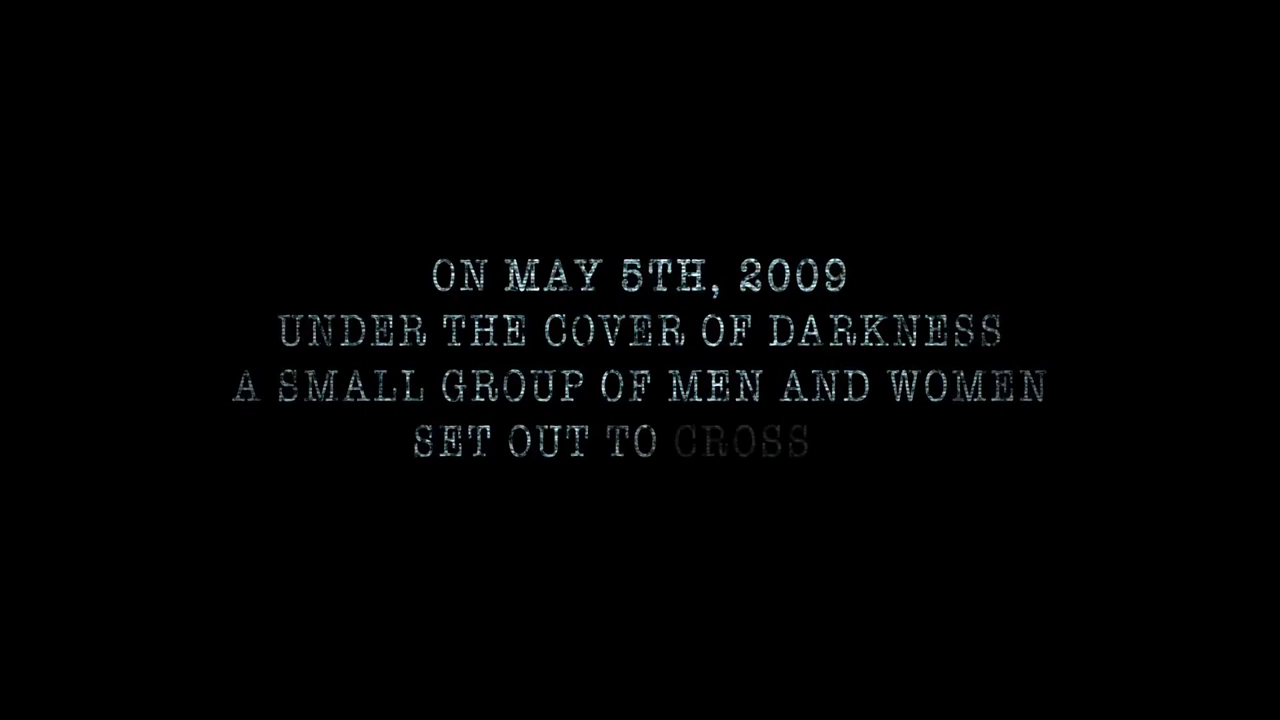 ON MAY 5TH, 2009
UNDER THE COVER OF DARKNESS
A SMALL GROUP OF MEN AND WOMEN
SET OUT TO CROSS